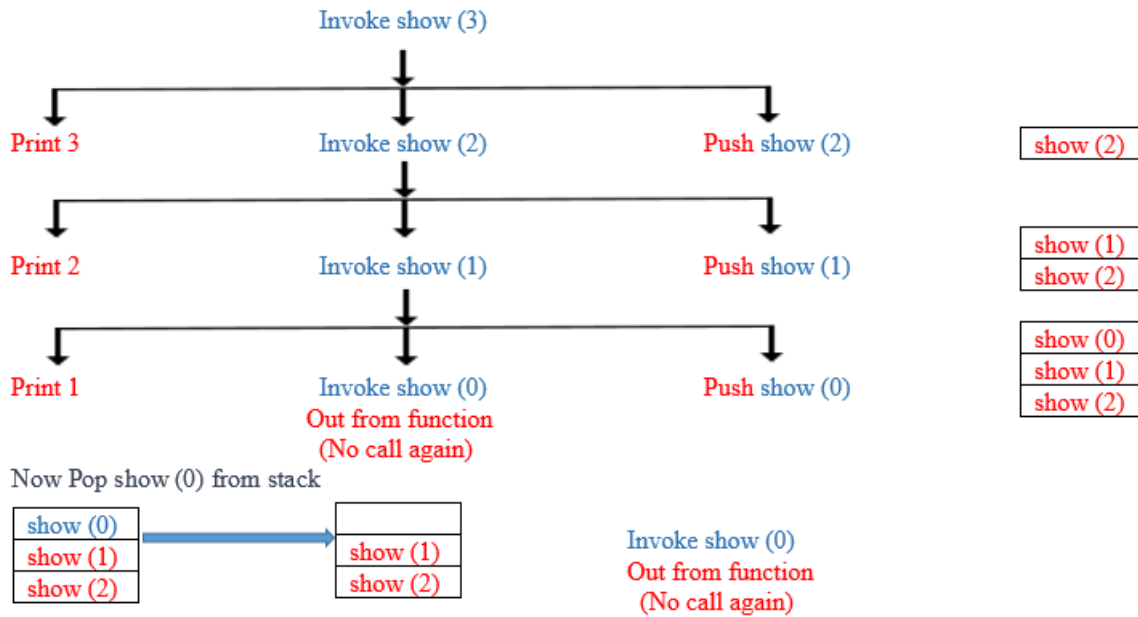 Invoke show (3)
Print 3 Invoke show (2) Push show (2) show (2)
show (1)
Print 2 Invoke show (1) Push show (1)
show (2)
show (0)
show (1)
Print 1 Invoke show (0) Push show (0)
show (2)
Out from function
(No call again)
Now Pop show (0) from stack
show (0)
show (1)
show (2)
show (1)
show (2)
Invoke show (0)
Out from function
(No call again)